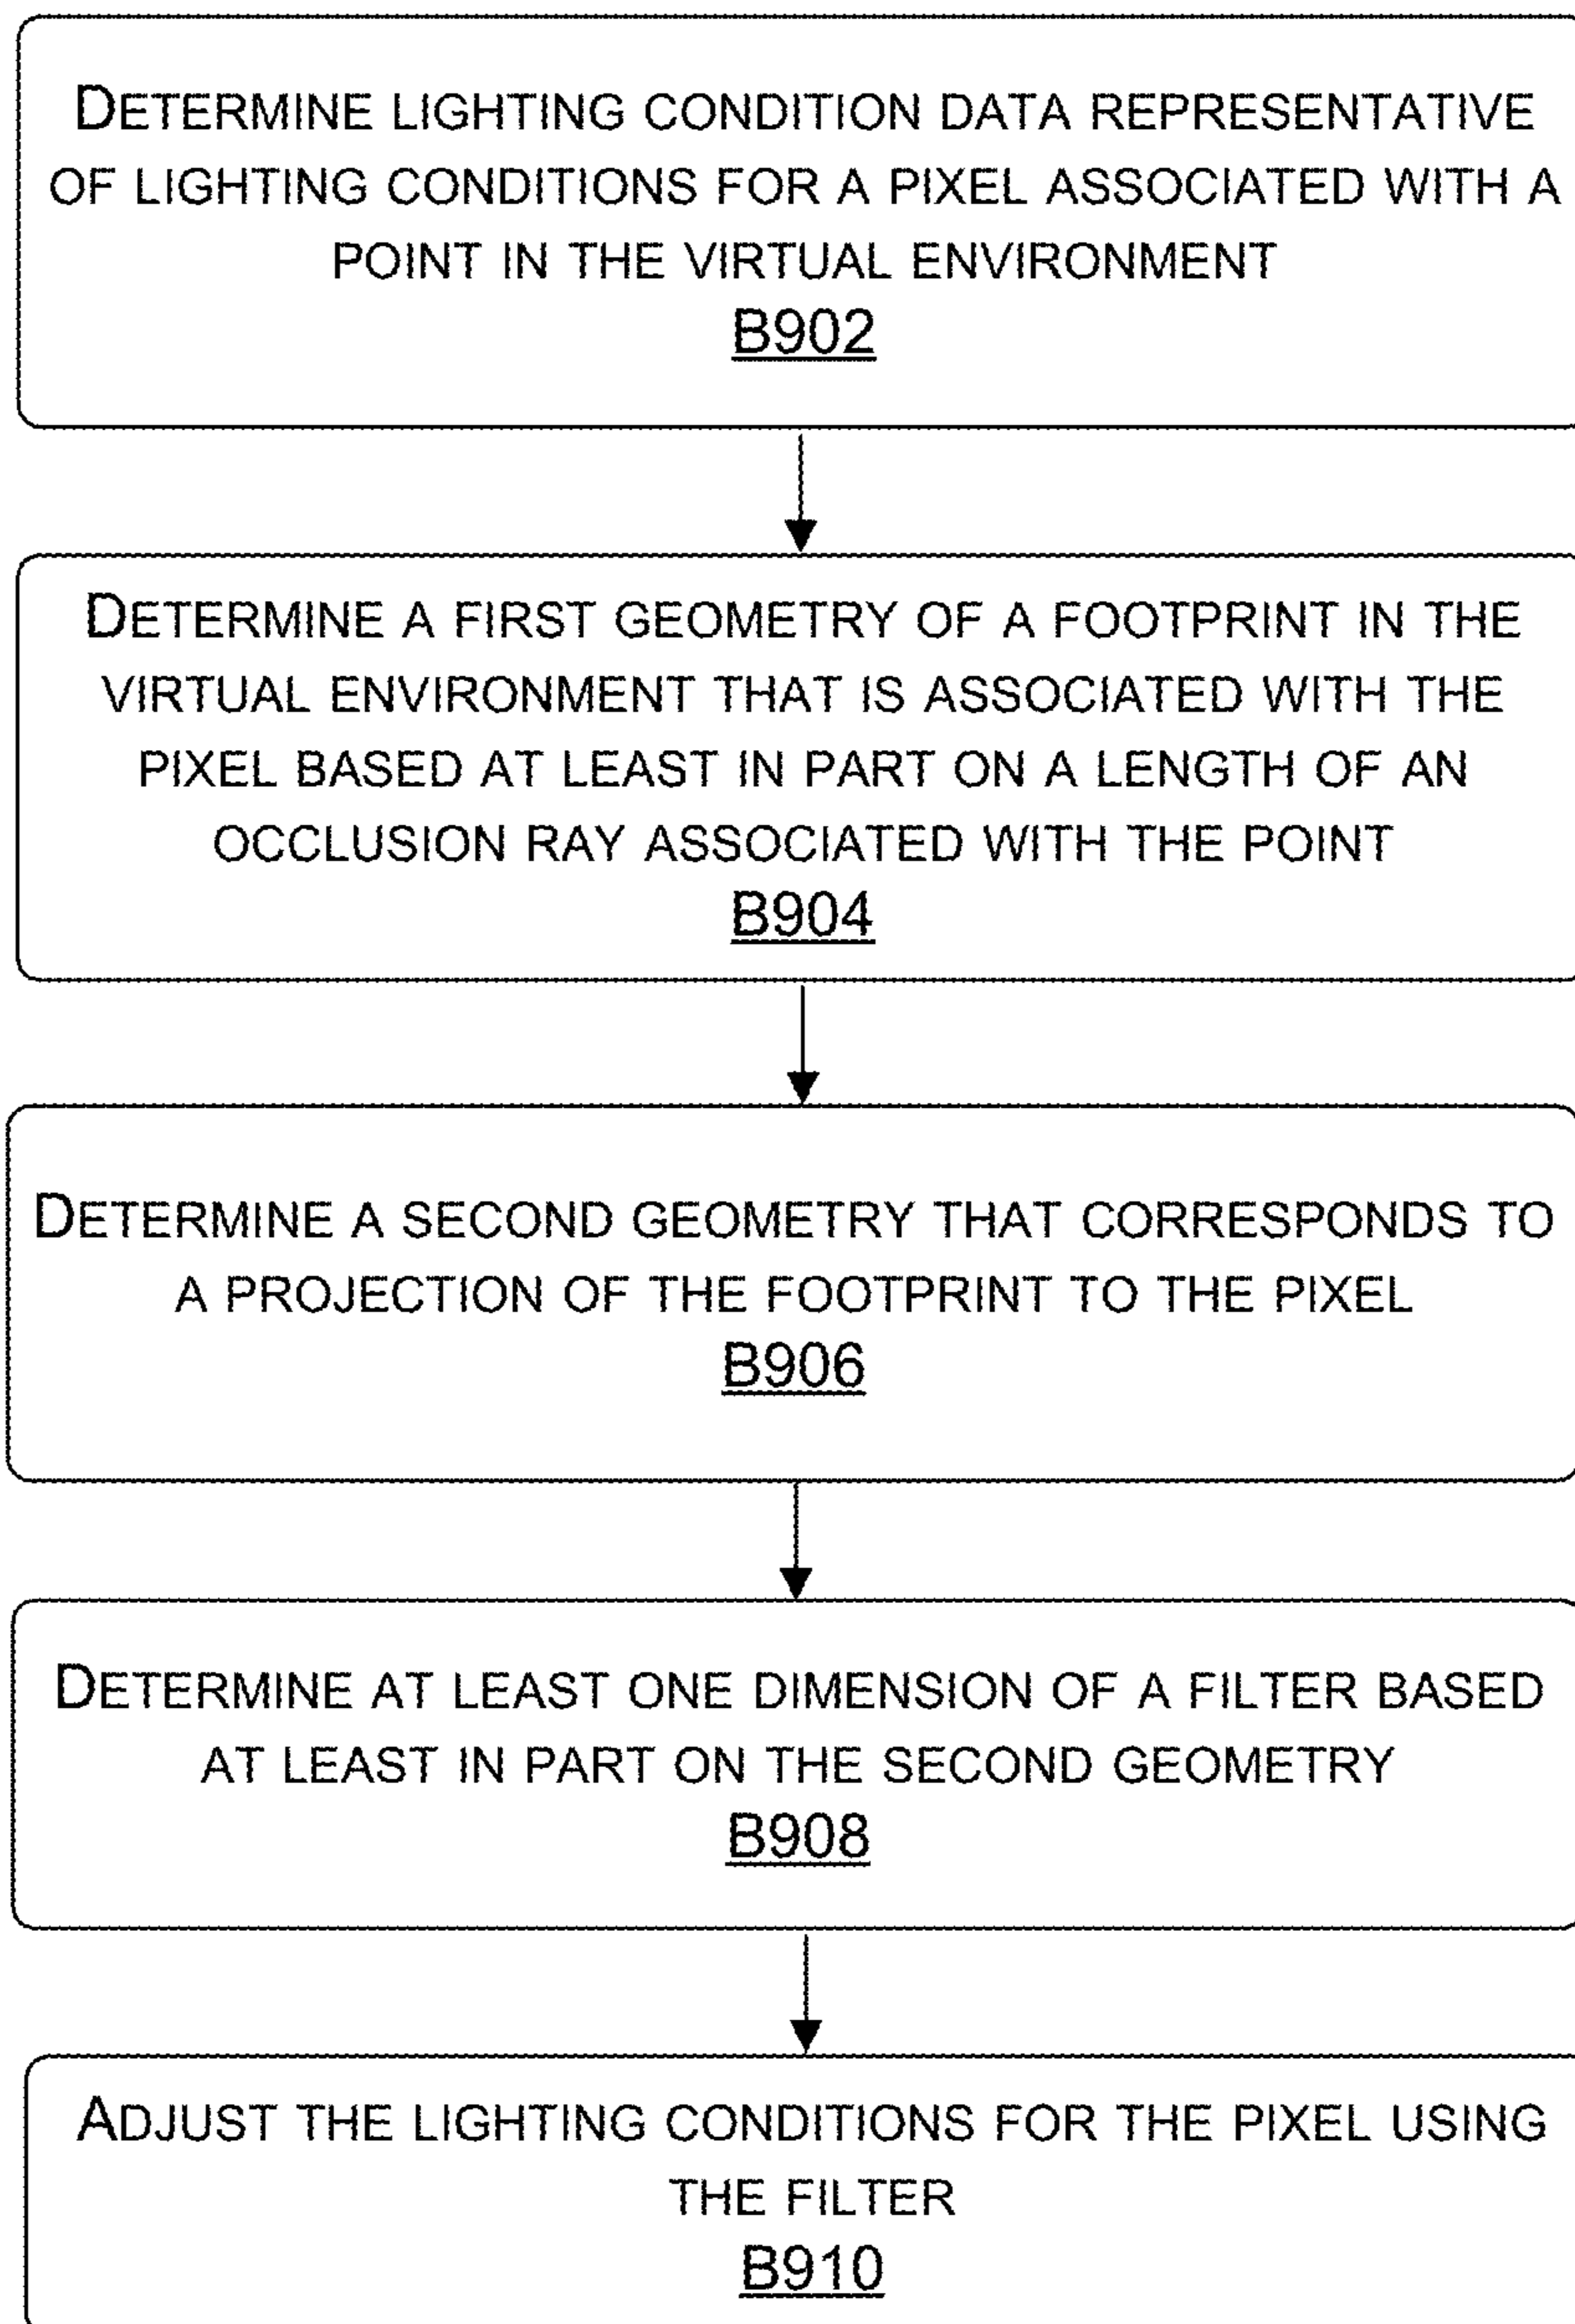 DETERMINE LIGHTING CONDITION DATA REPRESENTATIVE
OF LIGHTING CONDITIONS FOR A PIXEL ASSOCIATED WITH A
POINT IN THE VIRTUAL ENVIRONMENT
B902
DETERMINE A FIRST GEOMETRY OF A FOOTPRINT IN THE
VIRTUAL ENVIRONMENT THAT IS ASSOCIATED WITH THE
PIXEL BASED AT LEAST IN PART ON A LENGTH OF AN
OCCLUSION RAY ASSOCIATED WITH THE POINT
B904
DETERMINE A SECOND GEOMETRY THAT CORRESPONDS TO
A PROJECTION OF THE FOOTPRINT TO THE PIXEL
B906
DETERMINE AT LEAST ONE DIMENSION OF A FILTER BASED
AT LEAST IN PART ON THE SECOND GEOMETRY
B908
ADJUST THE LIGHTING CONDITIONS FOR THE PIXEL USING
THE FILTER
B910